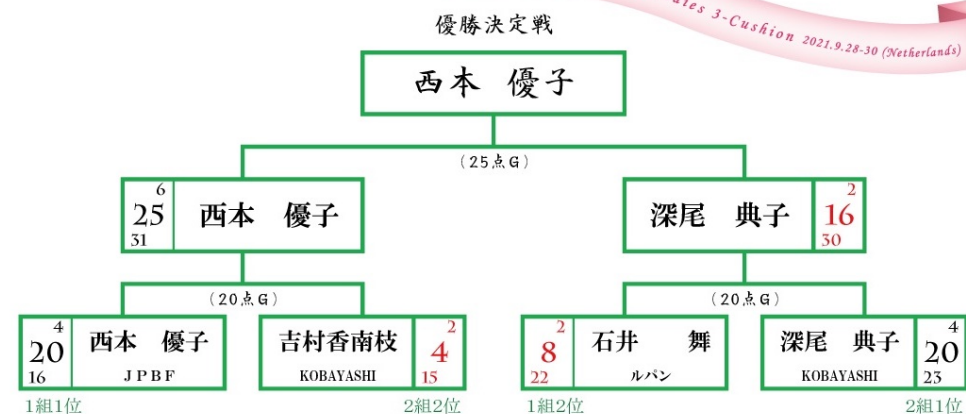 ates 3-Cushion 2021.9.28-30 (Netherlands)
優勝決定戦
西本 優子
(25点G)
6
25
31
西本 優子
深尾 典子
2
16
30
(20点G)
(20点G)
4
20
16
西本 優子
JPBF
吉村香南枝
KOBAYASHI
2
4
15
2
8
22
石井 舞
ルパン
深尾 典子
KOBAYASHI
4
20
23
1組1位
2組2位
1組2位
2組1位